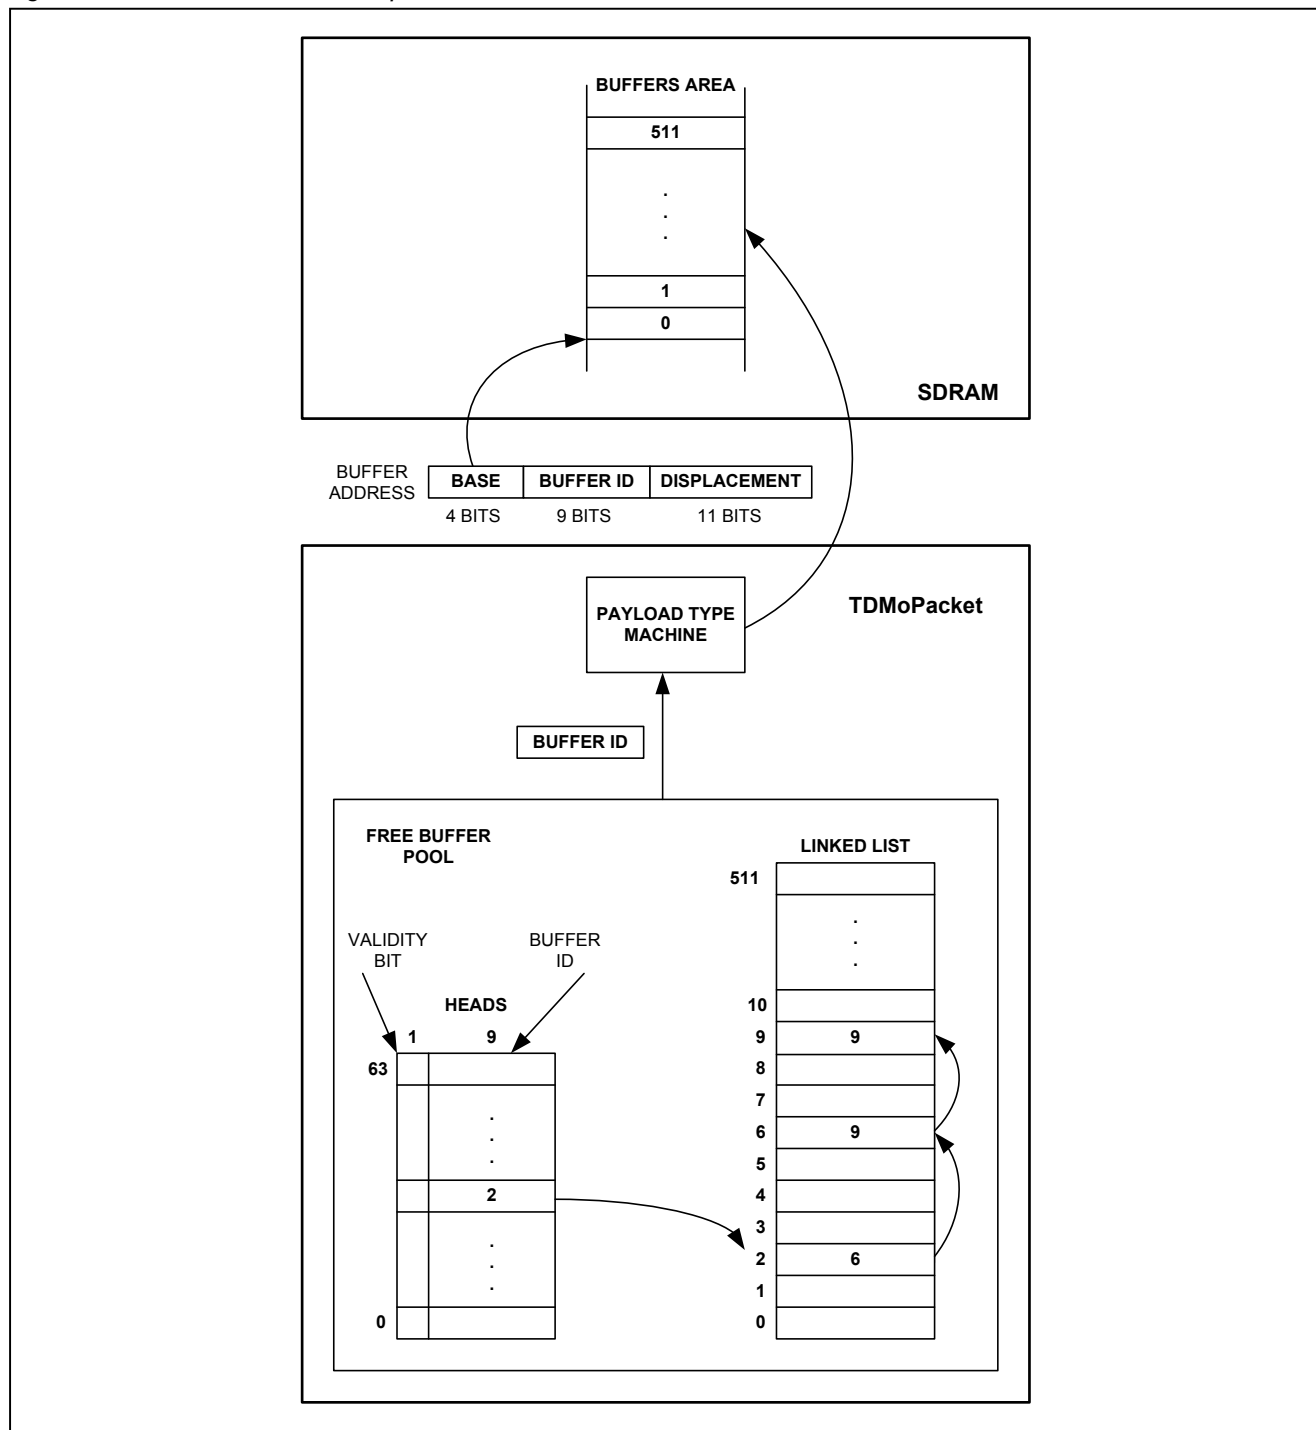 BUFFERS AREA
511
.
.
.
1
0
SDRAM
BUFFER
ADDRESS
BASE
BUFFER ID
DISPLACEMENT
4 BITS
9 BITS
11 BITS
PAYLOAD TYPE
MACHINE
TDMoPacket
BUFFER ID
FREE BUFFER
POOL
VALIDITY
BIT
BUFFER
ID
HEADS
1
9
63
.
.
.
2
.
.
.
0
LINKED LIST
511
.
.
.
10
9
9
8
7
6
9
5
4
3
2
6
1
0